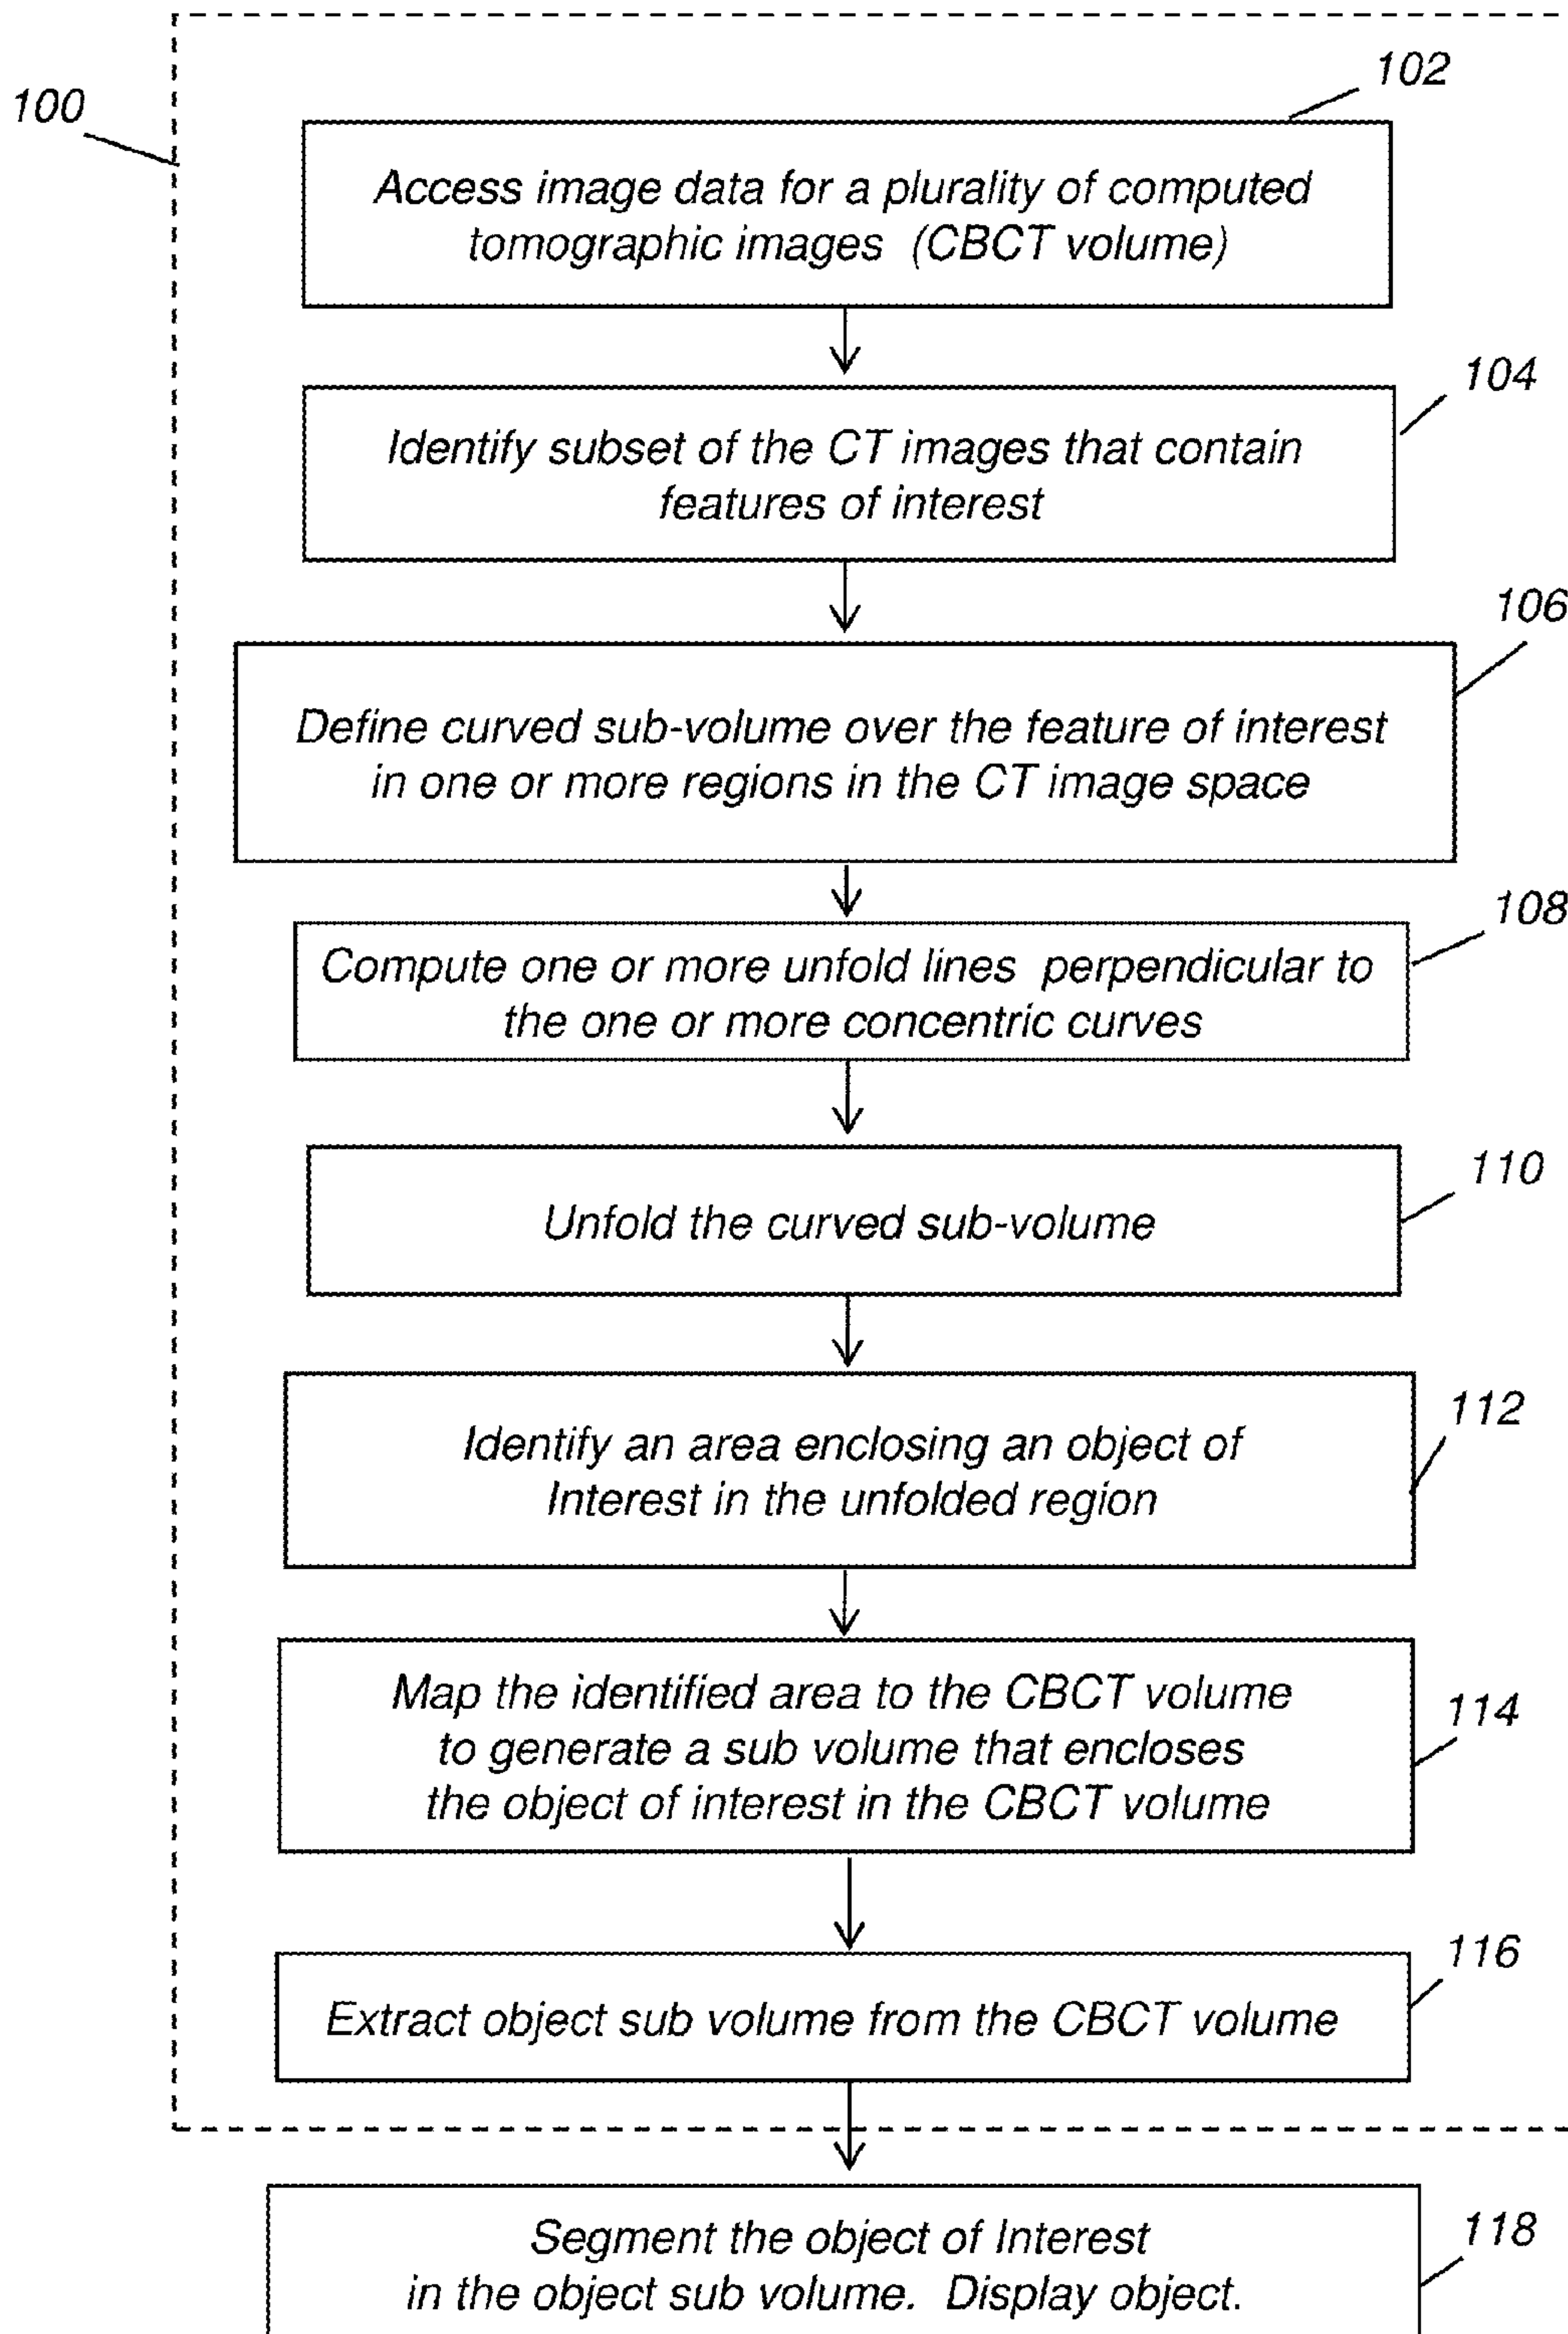 102
100
Access image data for a plurality of computed
tomographic images (CBCT volume)
104
Identify subset of the CT images that contain
features of interest
106
Define curved sub-volume over the feature of interest
in one or more regions in the CT image space
108
Compute one or more unfold lines perpendicular to
the one or more concentric curves
110
Unfold the curved sub-volume
112
Identify an area enclosing an object of
Interest in the unfolded region
114
Map the identified area to the CBCT volume
to generate a sub volume that encloses
the object of interest in the CBCT volume
116
Extract object sub volume from the CBCT volume
118
Segment the object of Interest
in the object sub volume. Display object.